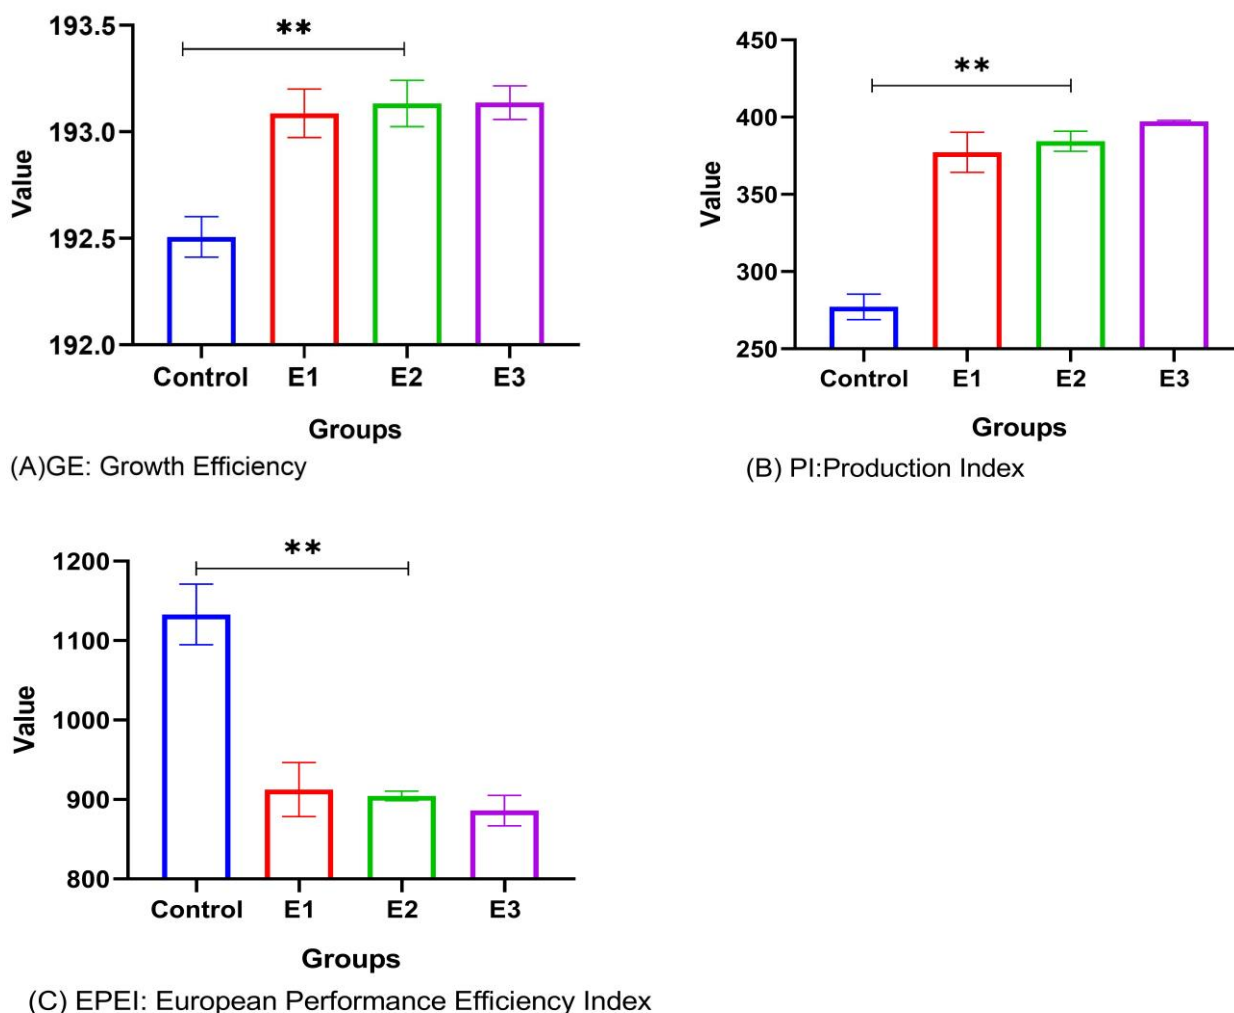 193.5
193.0
192.5
192.0
Value
**
Control E1 E2 E3
Groups
(A)GE: Growth Efficiency
450
400
350
300
250
Value
**
Control E1 E2 E3
Groups
(B) PI:Production Index
1200
1100
1000
900
800
Value
**
Control E1 E2 E3
Groups
(C) EPEI: European Performance Efficiency Index